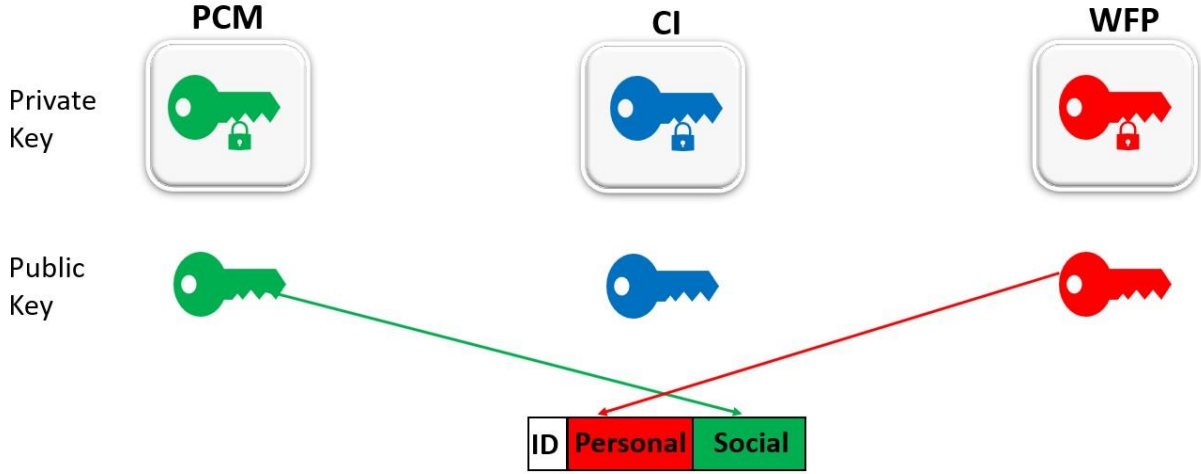 PCM
CI
WFP
Private
Key
Public
Key
ID
Personal
Social